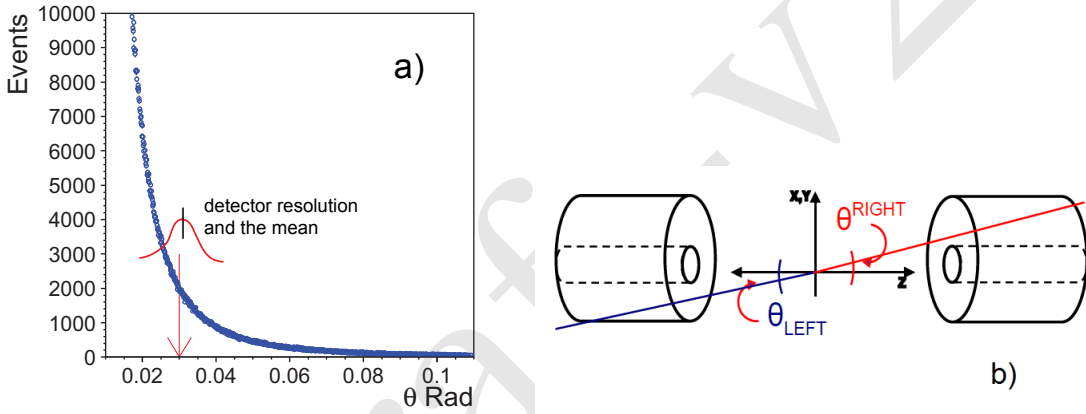 Events
10000
9000
8000
7000
6000
5000
4000
3000
2000
1000
0
a)
detector resolution
and the mean
0.02
0.04
0.06
0.08
0.1
θ Rad
X,Y
θRIGHT
Z
θLEFT
b)